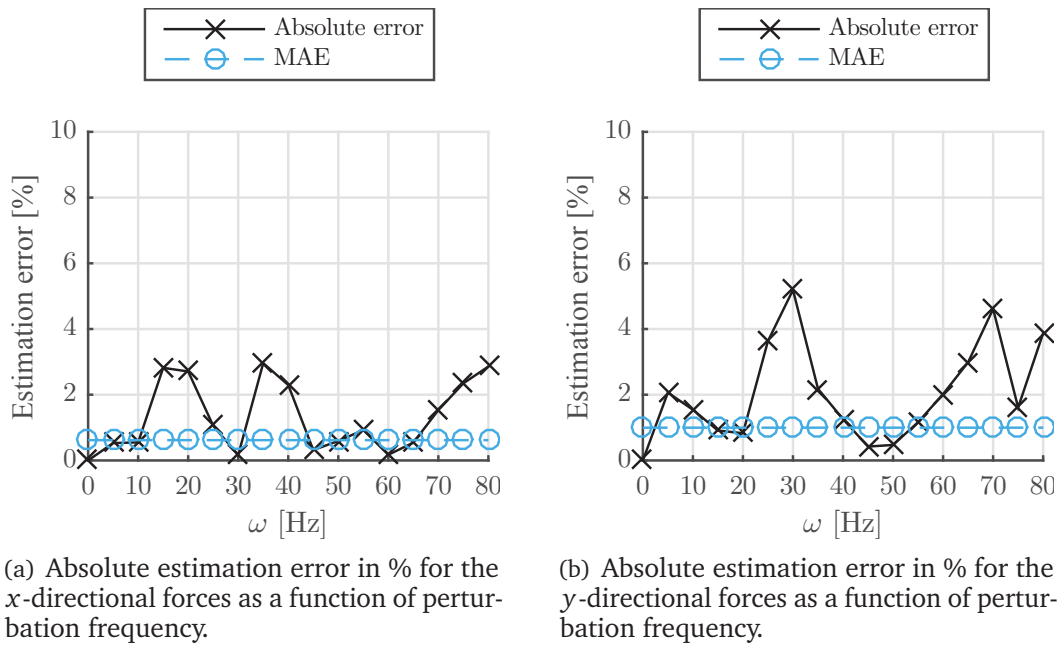 Absolute error
MAE
10
8
6
4
2
0
Estimation error [%]
0 10 20 30 40 50 60 70 80
ω [Hz]
(a) Absolute estimation error in % for the
x-directional forces as a function of pertur-
bation frequency.
Absolute error
MAE
10
8
6
4
2
0
Estimation error [%]
0 10 20 30 40 50 60 70 80
ω [Hz]
(b) Absolute estimation error in % for the
y-directional forces as a function of pertur-
bation frequency.